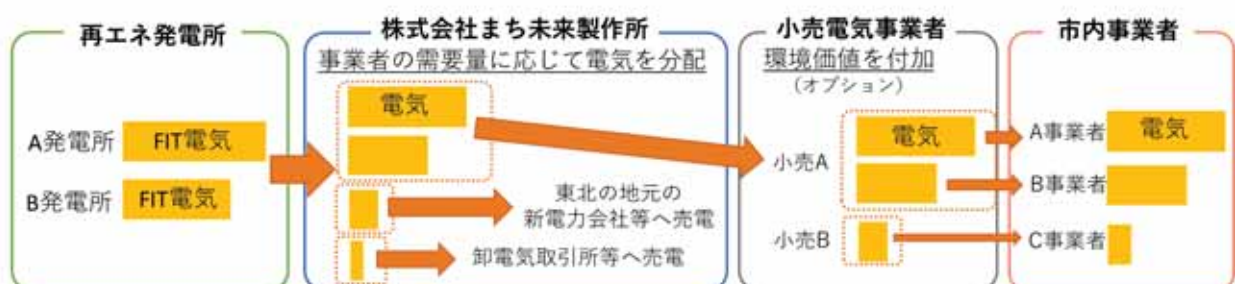 再エネ発電所
A発電所 FIT電気
B発電所 FIT電気
株式会社まち未来製作所
事業者の需要量に応じて電気を分配
電気
東北の地元の
新電力会社等へ売電
卸電気取引所等へ売電
小売電気事業者
環境価値を付加
(オプション)
小売A
電気
小売B
市内事業者
A事業者 電気
B事業者
C事業者